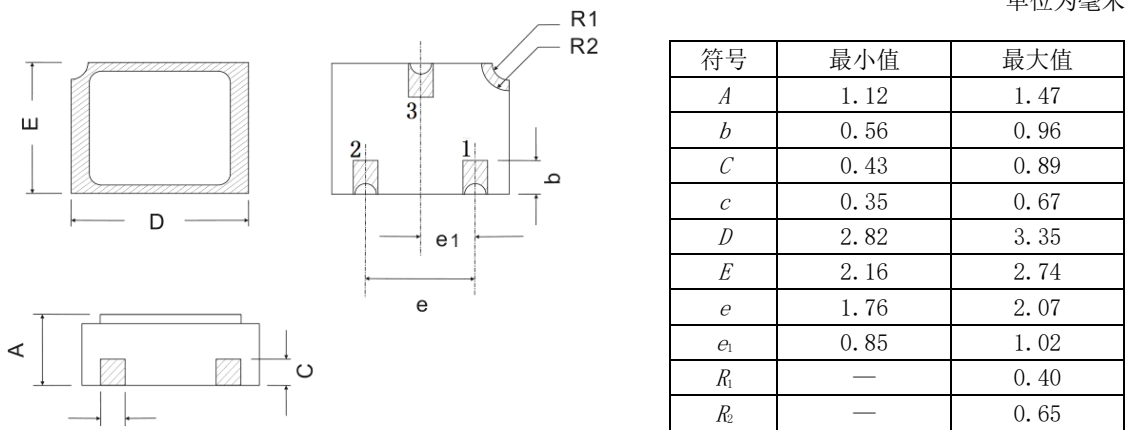 单位为毫米
R1
R2
E
D
3
2
1
b
e1
e
A
C
符号 最小值 最大值
A 1.12 1.47
b 0.56 0.96
C 0.43 0.89
c 0.35 0.67
D 2.82 3.35
E 2.16 2.74
e 1.76 2.07
e₁ 0.85 1.02
R₁ — 0.40
R₂ — 0.65